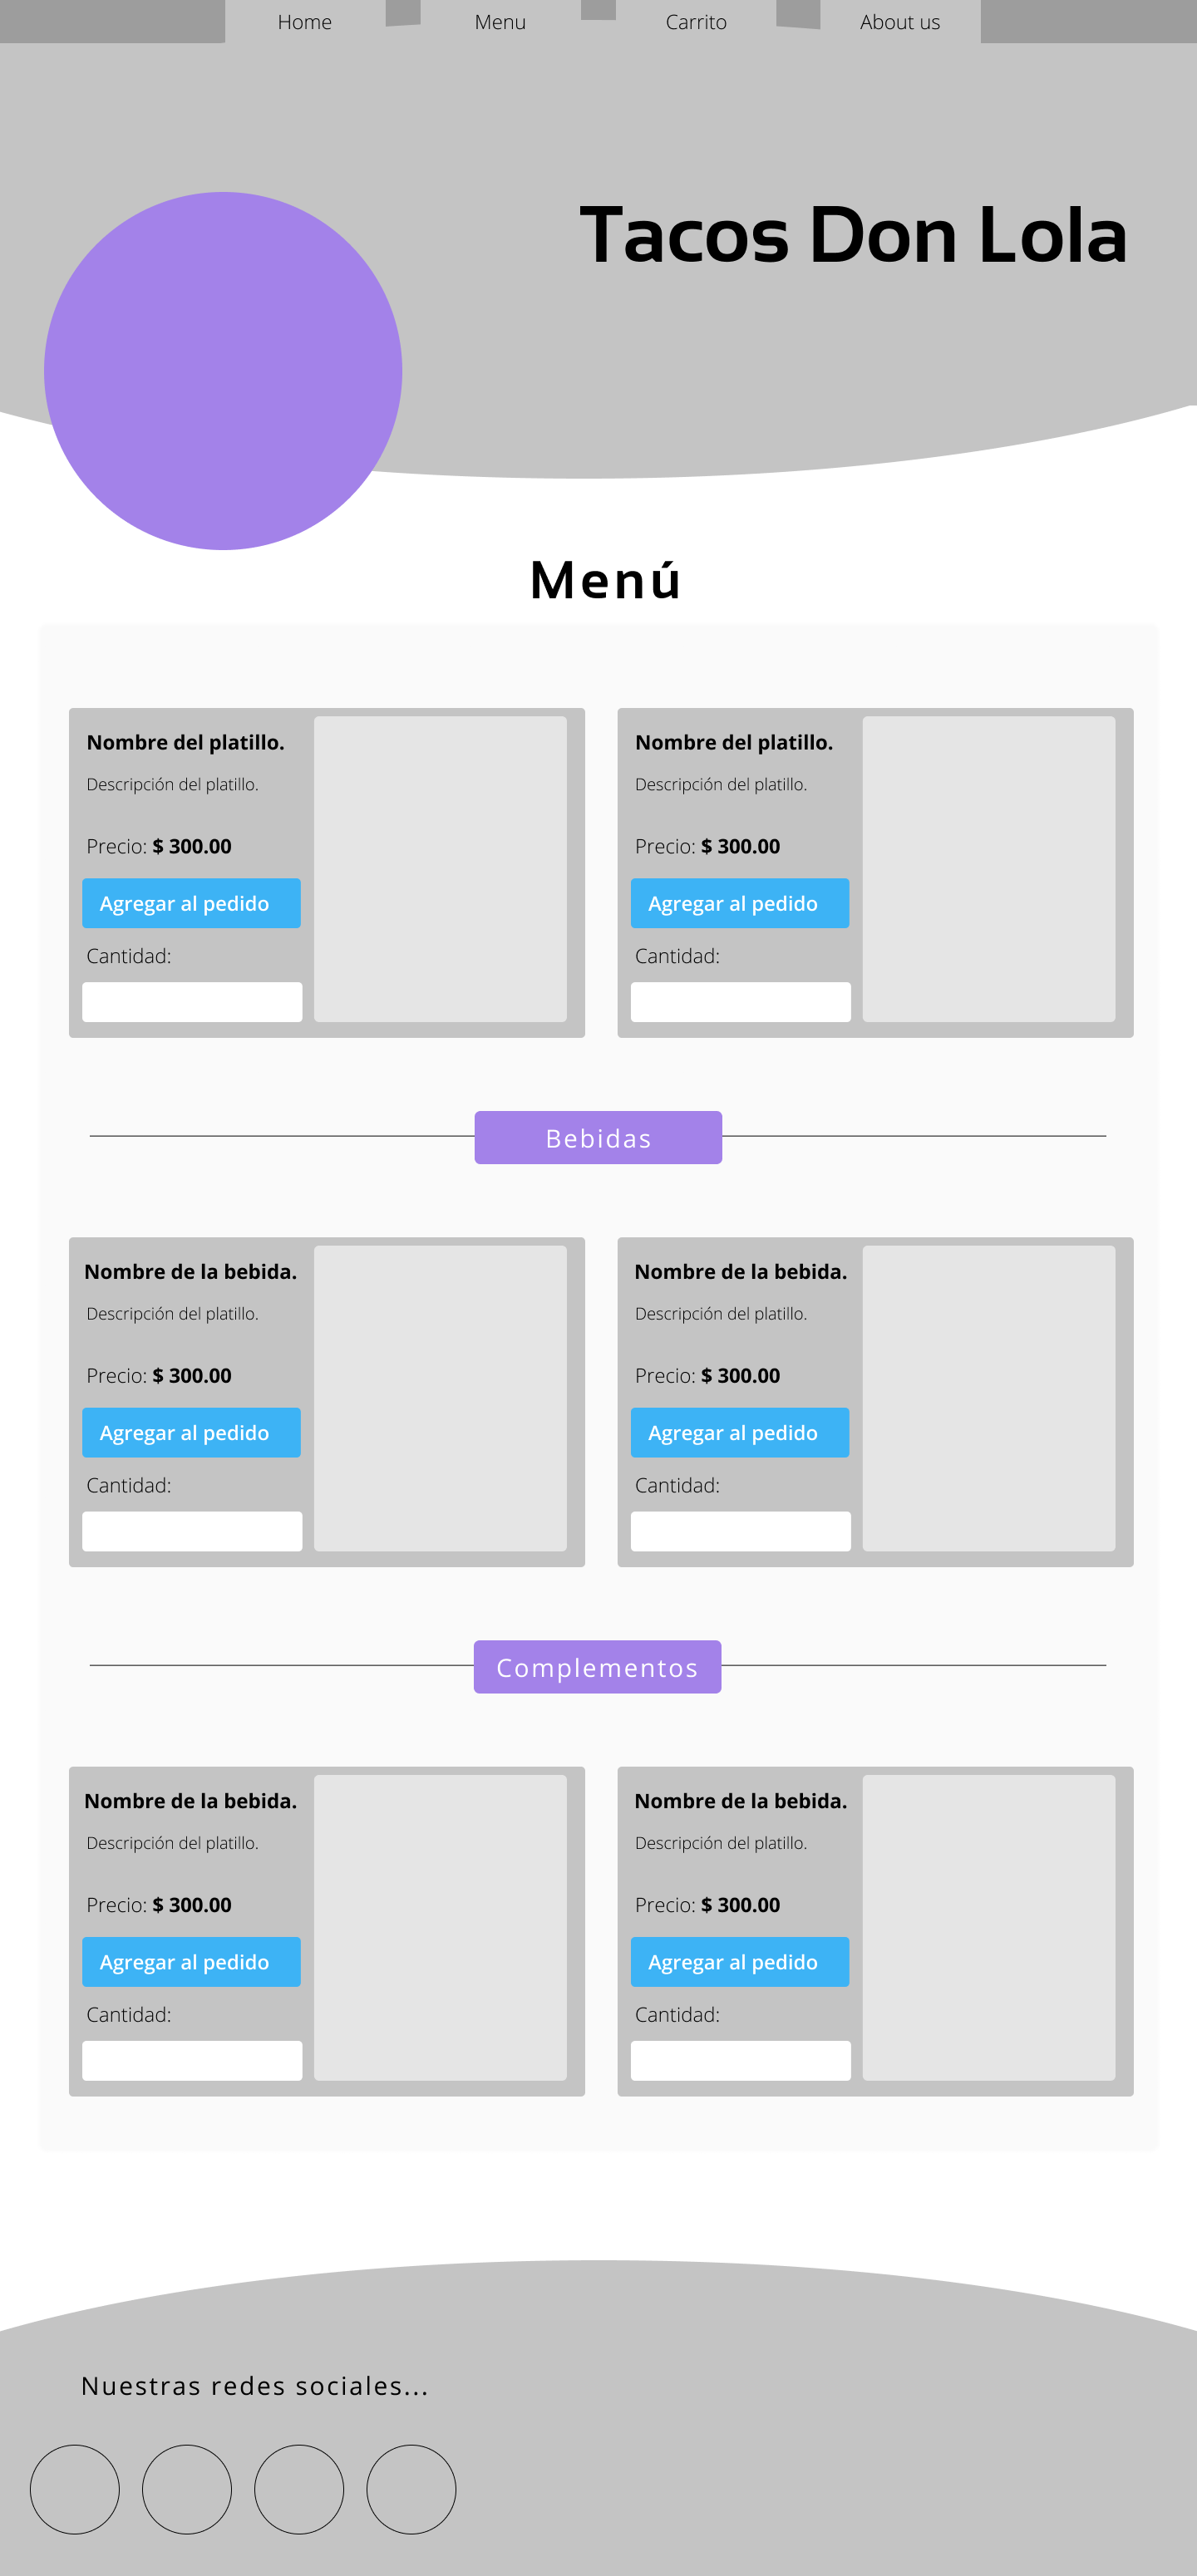 Home
Menu
Carrito
About us
Tacos Don Lola
Menú
Nombre del platillo.
Descripción del platillo.
Precio: $ 300.00
Agregar al pedido
Cantidad:
Nombre del platillo.
Descripción del platillo.
Precio: $ 300.00
Agregar al pedido
Cantidad:
Bebidas
Nombre de la bebida.
Descripción del platillo.
Precio: $ 300.00
Agregar al pedido
Cantidad:
Nombre de la bebida.
Descripción del platillo.
Precio: $ 300.00
Agregar al pedido
Cantidad:
Complementos
Nombre de la bebida.
Descripción del platillo.
Precio: $ 300.00
Agregar al pedido
Cantidad:
Nombre de la bebida.
Descripción del platillo.
Precio: $ 300.00
Agregar al pedido
Cantidad:
Nuestras redes sociales...